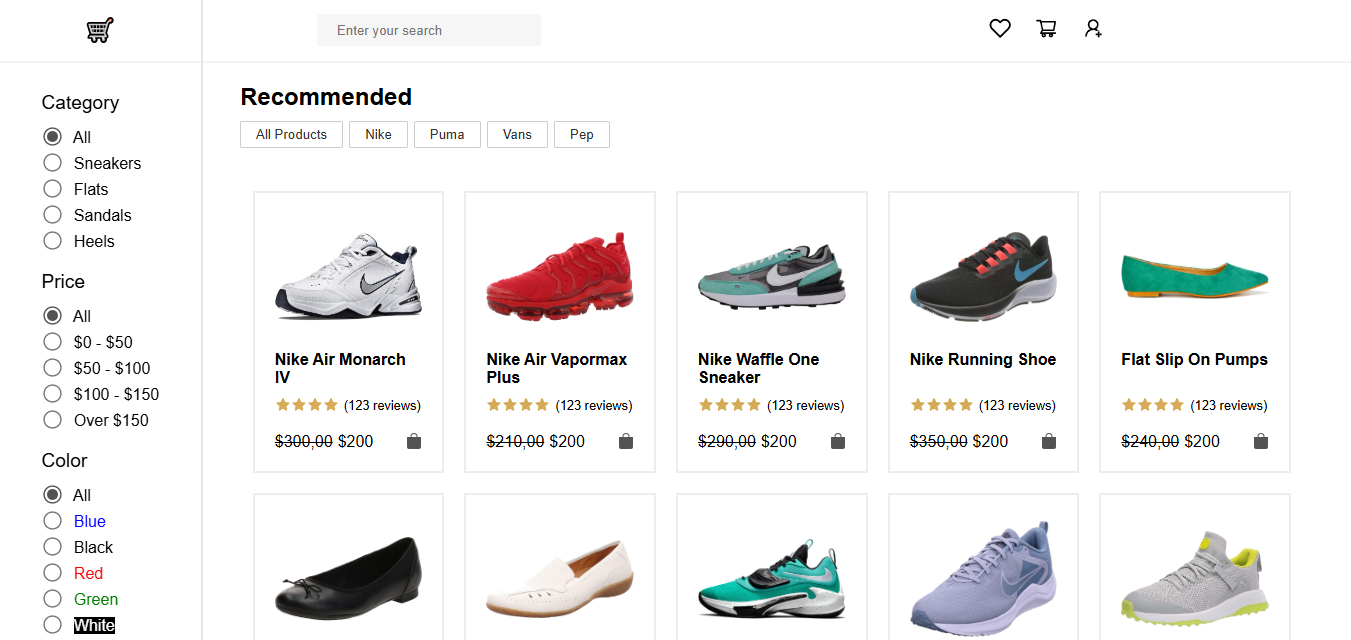 Enter your search
Category
All
Sneakers
Flats
Sandals
Heels
Price
All
$0 - $50
$50 - $100
$100 - $150
Over $150
Color
All
Blue
Black
Red
Green
White
Recommended
All Products
Nike
Puma
Vans
Pep
Nike Air Monarch
IV
(123 reviews)
$300,00 $200
Nike Air Vapormax
Plus
(123 reviews)
$210,00 $200
Nike Waffle One
Sneaker
(123 reviews)
$290,00 $200
Nike Running Shoe
(123 reviews)
$350,00 $200
Flat Slip On Pumps
(123 reviews)
$240,00 $200